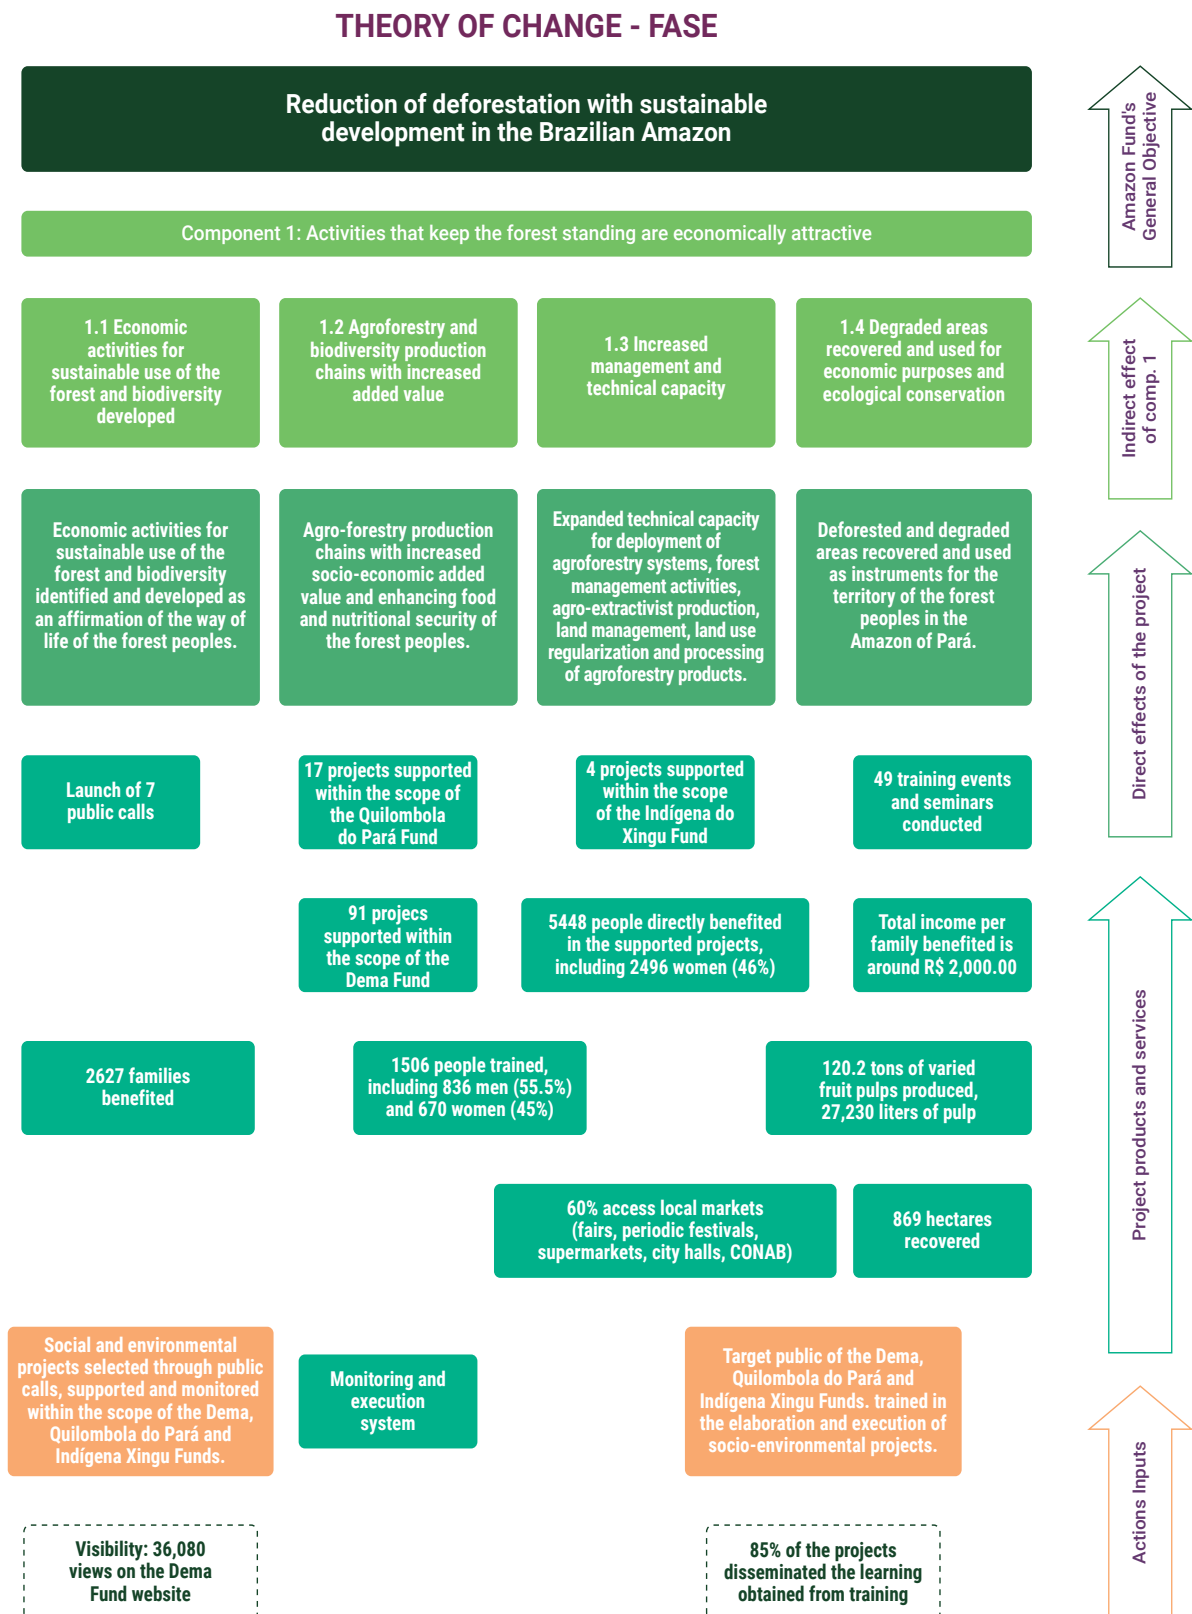 THEORY OF CHANGE - FASE
Reduction of deforestation with sustainable
development in the Brazilian Amazon
Amazon Fund's
General Objective
Component 1: Activities that keep the forest standing are economically attractive
1.1 Economic
activities for
sustainable use of the
forest and biodiversity
developed
1.2 Agroforestry and
biodiversity production
chains with increased
added value
1.3 Increased
management and
technical capacity
1.4 Degraded areas
recovered and used for
economic purposes and
ecological conservation
Indirect effect
of comp. 1
Economic activities for
sustainable use of the
forest and biodiversity
identified and developed as
an affirmation of the way of
life of the forest peoples.
Agro-forestry production
chains with increased
socio-economic added
value and enhancing food
and nutritional security of
the forest peoples.
Expanded technical capacity
for deployment of
agroforestry systems, forest
management activities,
agro-extractivist production,
land management, land use
regularization and processing
of agroforestry products.
Deforested and degraded
areas recovered and used
as instruments for the
territory of the forest
peoples in the
Amazon of Pará.
Direct effects of the project
Launch of 7
public calls
17 projects supported
within the scope of
the Quilombola
do Pará Fund
4 projects supported
within the scope
of the Indígena do
Xingu Fund
49 training events
and seminars
conducted
91 projecs
supported within
the scope of the
Dema Fund
5448 people directly benefited
in the supported projects,
including 2496 women (46%)
Total income per
family benefited is
around R$ 2,000.00
Project products and services
2627 families
benefited
1506 people trained,
including 836 men (55.5%)
and 670 women (45%)
120.2 tons of varied
fruit pulps produced,
27,230 liters of pulp
60% access local markets
(fairs, periodic festivals,
supermarkets, city halls, CONAB)
869 hectares
recovered
Social and environmental
projects selected through public
calls, supported and monitored
within the scope of the Dema,
Quilombola do Pará and
Indígena Xingu Funds.
Monitoring and
execution
system
Target public of the Dema,
Quilombola do Pará and
Indígena Xingu Funds. trained in
the elaboration and execution of
socio-environmental projects.
Actions Inputs
Visibility: 36,080
views on the Dema
Fund website
85% of the projects
disseminated the learning
obtained from training